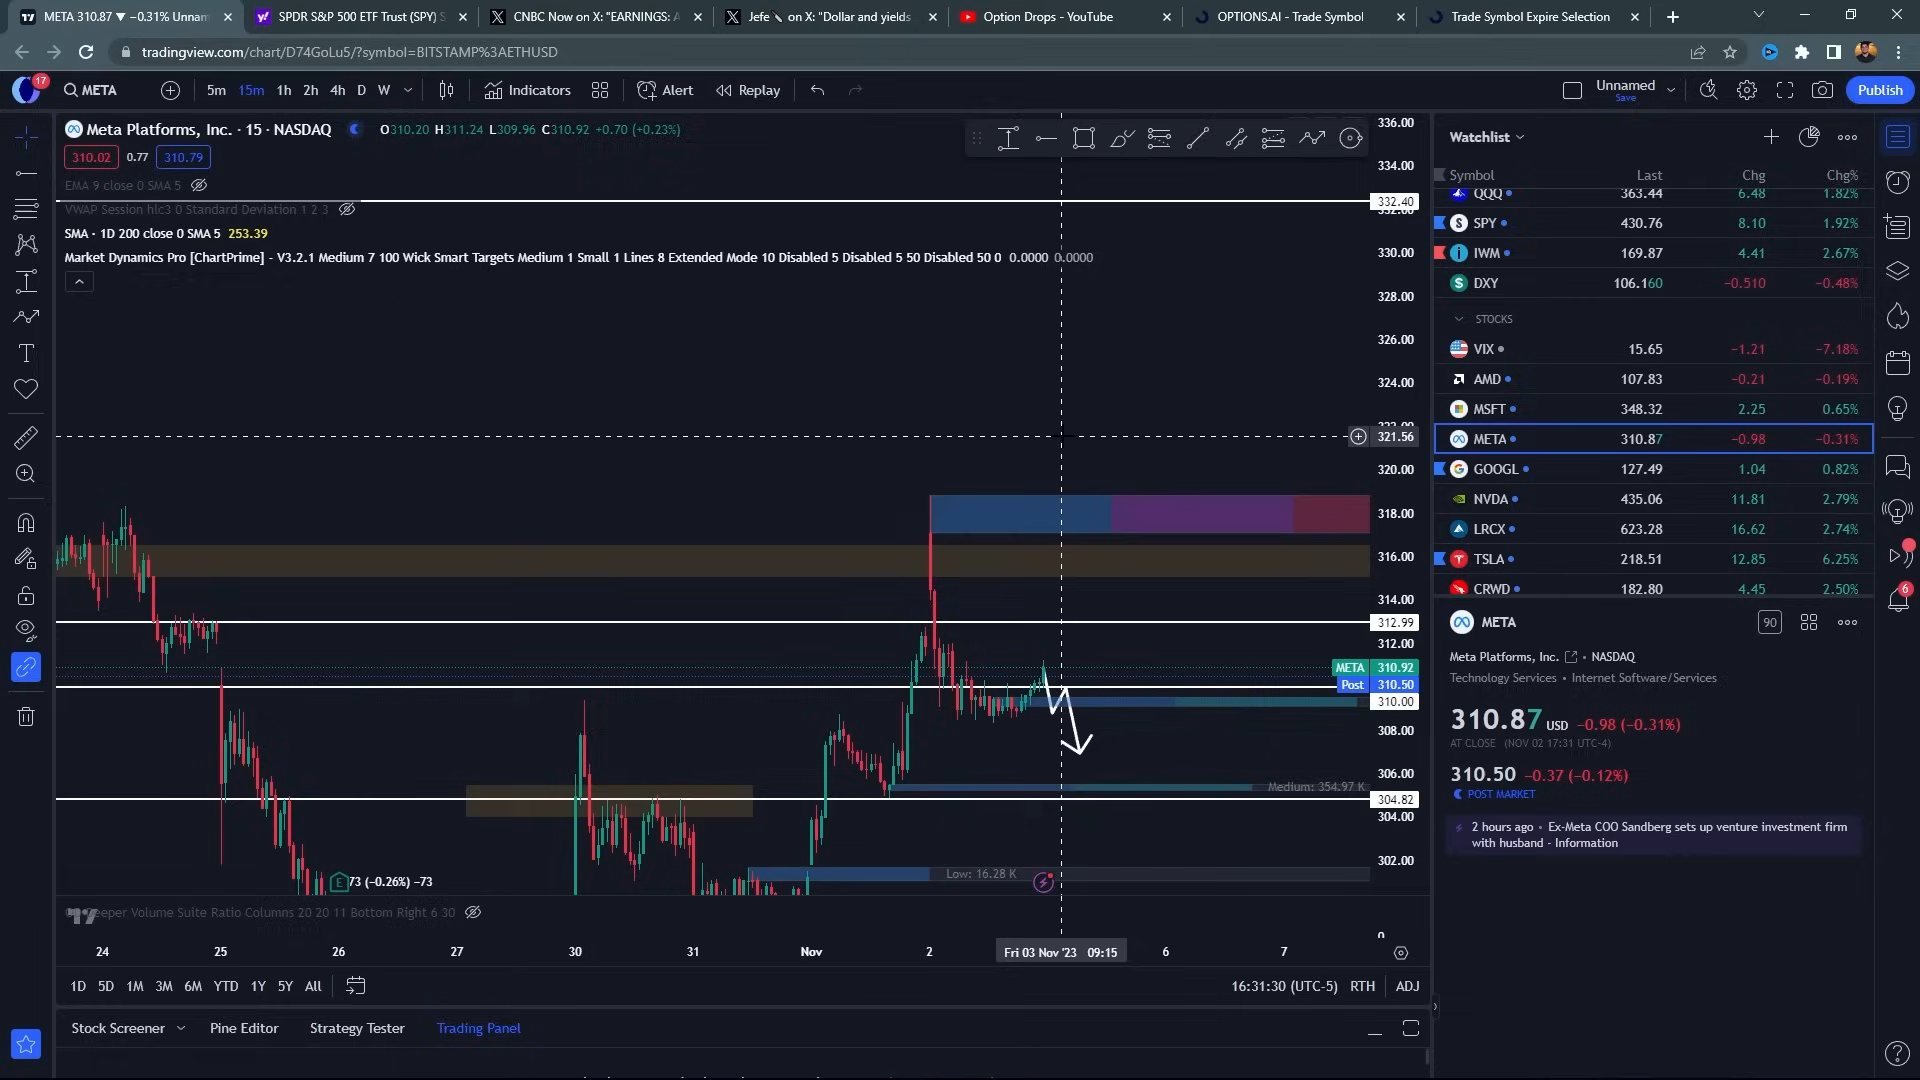 META 310.87 ▼ −0.31% Unnam
SPDR S&P 500 ETF Trust (SPY) S
CNBC Now on X: "EARNINGS: A
Jefe on X: "Dollar and yields
Option Drops - YouTube
OPTIONS.AI - Trade Symbol
Trade Symbol Expire Selection
tradingview.com/chart/D74GoLu5/?symbol=BITSTAMP%3AETHUSD
17
META
5m
15m
1h
2h
4h
D
W
Indicators
Alert
Replay
Unnamed
Save
Publish
Meta Platforms, Inc. · 15 · NASDAQ
O310.20 H311.24 L309.96 C310.92 +0.70 (+0.23%)
310.02
0.77
310.79
EMA 9 close 0 SMA 5
VWAP Session hlc3 0 Standard Deviation 1 2 3
SMA · 1D 200 close 0 SMA 5 253.39
Market Dynamics Pro [ChartPrime] - V3.2.1 Medium 7 100 Wick Smart Targets Medium 1 Small 1 Lines 8 Extended Mode 10 Disabled 5 Disabled 5 50 Disabled 50 0 0.0000 0.0000
336.00
334.00
332.40
330.00
328.00
326.00
324.00
321.56
320.00
318.00
316.00
314.00
312.99
312.00
META 310.92
Post 310.50
310.00
308.00
306.00
Medium: 354.97 K
304.82
304.00
302.00
Low: 16.28 K
E
73 (−0.26%) −73
Volume Suite Ratio Columns 20 20 11 Bottom Right 6 30
0
24
25
26
27
30
31
Nov
2
Fri 03 Nov '23 09:15
6
7
1D
5D
1M
3M
6M
YTD
1Y
5Y
All
16:31:30 (UTC-5)
RTH
ADJ
Stock Screener
Pine Editor
Strategy Tester
Trading Panel
Watchlist
Symbol Last Chg Chg%
QQQ 363.44 6.48 1.82%
SPY 430.76 8.10 1.92%
IWM 169.87 4.41 2.67%
DXY 106.160 −0.510 −0.48%
STOCKS
VIX 15.65 −1.21 −7.18%
AMD 107.83 −0.21 −0.19%
MSFT 348.32 2.25 0.65%
META 310.87 −0.98 −0.31%
GOOGL 127.49 1.04 0.82%
NVDA 435.06 11.81 2.79%
LRCX 623.28 16.62 2.74%
TSLA 218.51 12.85 6.25%
CRWD 182.80 4.45 2.50%
META
90
Meta Platforms, Inc. • NASDAQ
Technology Services • Internet Software/Services
310.87 USD −0.98 (−0.31%)
AT CLOSE (NOV 02 17:31 UTC-4)
310.50 −0.37 (−0.12%)
POST MARKET
2 hours ago • Ex-Meta COO Sandberg sets up venture investment firm
with husband - Information
6